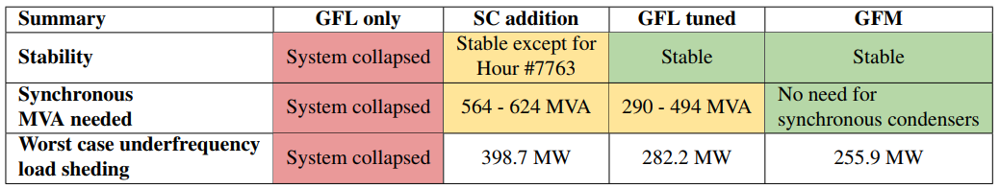 Summary GFL only SC addition GFL tuned GFM
Stability System collapsed Stable except for Hour #7763 Stable Stable
Synchronous MVA needed System collapsed 564 - 624 MVA 290 - 494 MVA No need for synchronous condensers
Worst case underfrequency load sheding System collapsed 398.7 MW 282.2 MW 255.9 MW